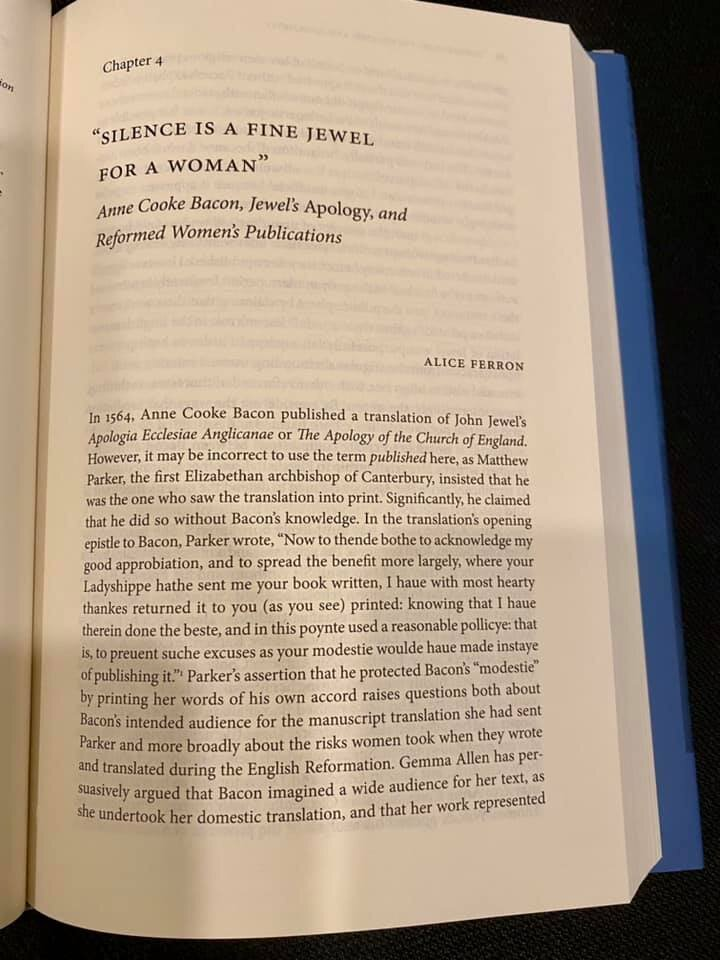 ion
Chapter 4
“SILENCE IS A FINE JEWEL
FOR A WOMAN”
Anne Cooke Bacon, Jewel’s Apology, and
Reformed Women’s Publications
ALICE FERRON
In 1564, Anne Cooke Bacon published a translation of John Jewel’s
Apologia Ecclesiae Anglicanae or The Apology of the Church of England.
However, it may be incorrect to use the term published here, as Matthew
Parker, the first Elizabethan archbishop of Canterbury, insisted that he
was the one who saw the translation into print. Significantly, he claimed
that he did so without Bacon’s knowledge. In the translation’s opening
epistle to Bacon, Parker wrote, “Now to thende bothe to acknowledge my
good approbiation, and to spread the benefit more largely, where your
Ladyshippe hathe sent me your book written, I haue with most hearty
thankes returned it to you (as you see) printed: knowing that I haue
therein done the beste, and in this poynte used a reasonable pollicye: that
is, to preuent suche excuses as your modestie woulde haue made instaye
of publishing it.”¹ Parker’s assertion that he protected Bacon’s “modestie”
by printing her words of his own accord raises questions both about
Bacon’s intended audience for the manuscript translation she had sent
Parker and more broadly about the risks women took when they wrote
and translated during the English Reformation. Gemma Allen has per-
suasively argued that Bacon imagined a wide audience for her text, as
she undertook her domestic translation, and that her work represented